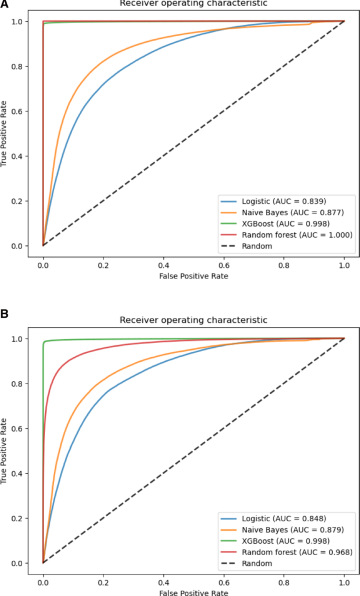 A
Receiver operating characteristic
1.0
0.8
0.6
0.4
0.2
0.0
True Positive Rate
Logistic (AUC = 0.839)
Naive Bayes (AUC = 0.877)
XGBoost (AUC = 0.998)
Random forest (AUC = 1.000)
Random
0.0 0.2 0.4 0.6 0.8 1.0
False Positive Rate
B
Receiver operating characteristic
1.0
0.8
0.6
0.4
0.2
0.0
True Positive Rate
Logistic (AUC = 0.848)
Naive Bayes (AUC = 0.879)
XGBoost (AUC = 0.998)
Random forest (AUC = 0.968)
Random
0.0 0.2 0.4 0.6 0.8 1.0
False Positive Rate